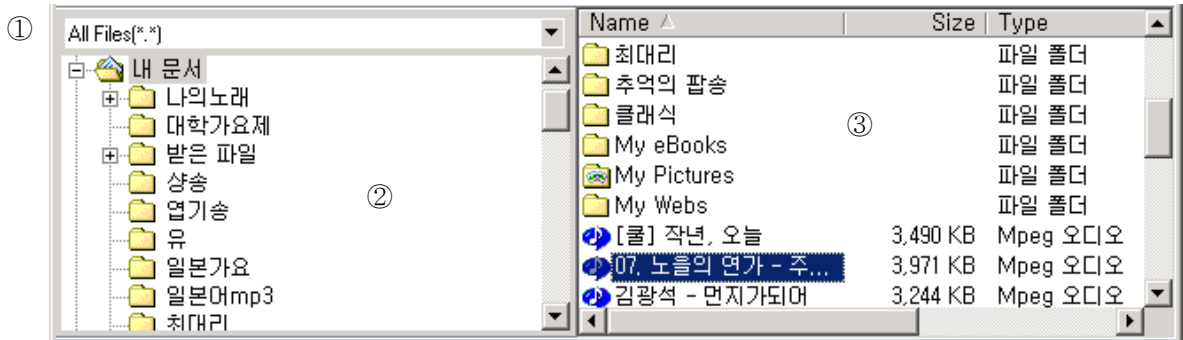 ①
All Files(*.*)
내 문서
나의노래
대학가요제
받은 파일
샹송
엽기송
유
일본가요
일본어mp3
최대리
②
Name Size Type
최대리 파일 폴더
추억의 팝송 파일 폴더
클래식 파일 폴더
My eBooks 파일 폴더
My Pictures 파일 폴더
My Webs 파일 폴더
[쿨] 작년, 오늘 3,490 KB Mpeg 오디오
07. 노을의 연가 - 주... 3,971 KB Mpeg 오디오
김광석 - 먼지가되어 3,244 KB Mpeg 오디오
③